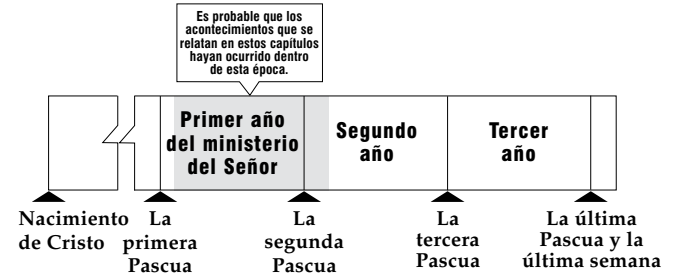 Es probable que los
acontecimientos que se
relatan en estos capítulos
hayan ocurrido dentro
de esta época.
Primer año
del ministerio
del Señor
Segundo
año
Tercer
año
Nacimiento
de Cristo
La
primera
Pascua
La
segunda
Pascua
La
tercera
Pascua
La última
Pascua y la
última semana